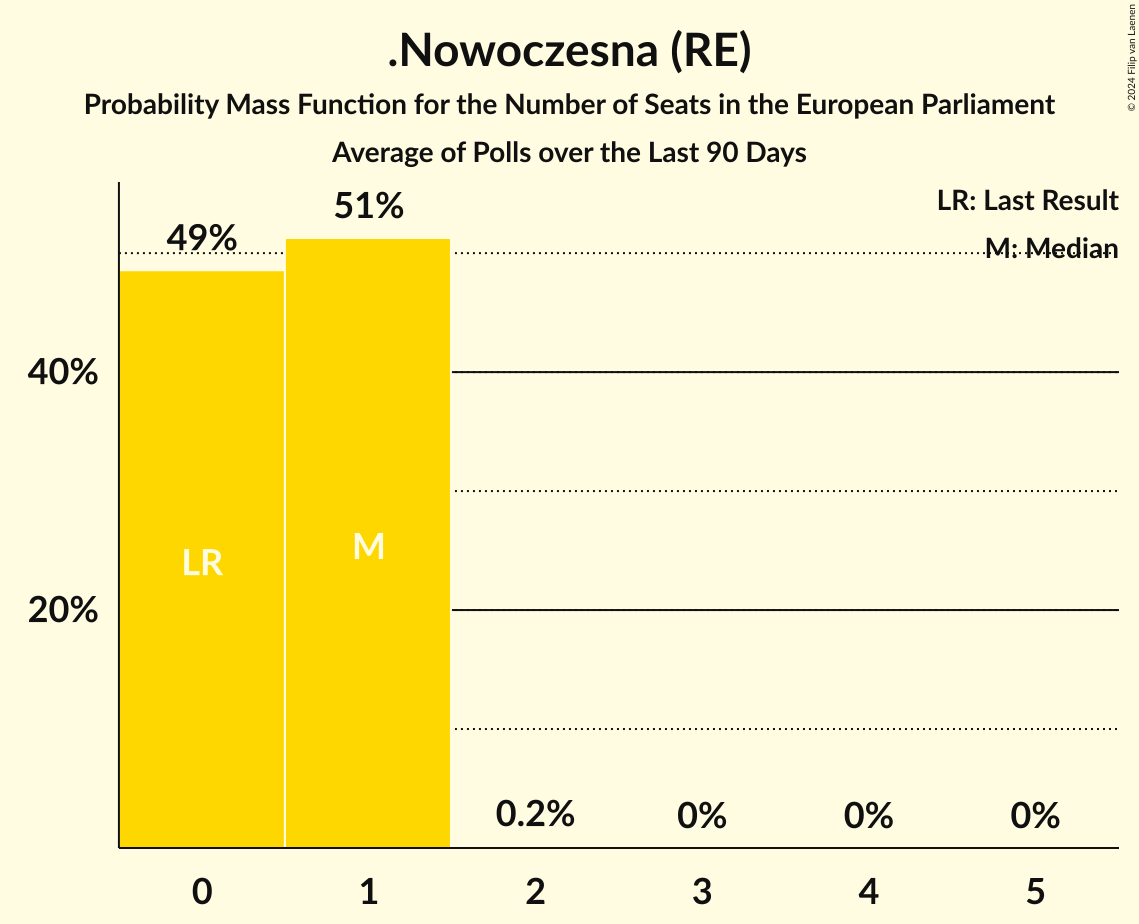 .Nowoczesna (RE)
Probability Mass Function for the Number of Seats in the European Parliament
Average of Polls over the Last 90 Days
© 2024 Filip van Laenen
LR: Last Result
M: Median
49%
51%
40%
20%
LR
M
0.2%
0%
0%
0%
0
1
2
3
4
5